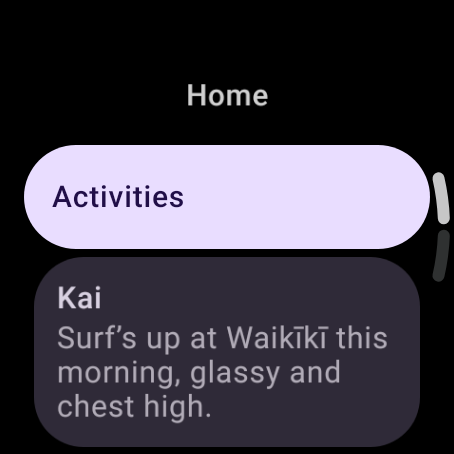 Home
Activities
Kai
Surf’s up at Waikīkī this
morning, glassy and
chest high.